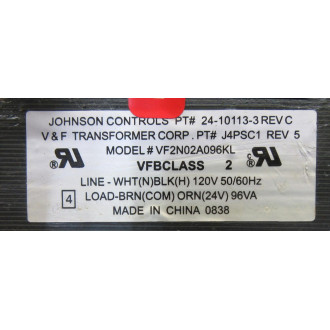 JOHNSON CONTROLS PT# 24-10113-3 REV C
V & F TRANSFORMER CORP. PT# J4PSC1 REV 5
MODEL # VF2N02A096KL
VFBCLASS 2
LINE - WHT(N)BLK(H) 120V 50/60Hz
4 LOAD-BRN(COM) ORN(24V) 96VA
MADE IN CHINA 0838